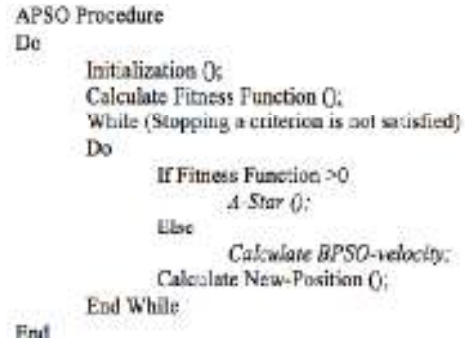 APSO Procedure
Do
Initialization ();
Calculate Fitness Function ();
While (Stopping a criterion is not satisfied)
Do
If Fitness Function >0
A-Star ();
Else
Calculate BPSO-velocity;
Calculate New-Position ();
End While
End